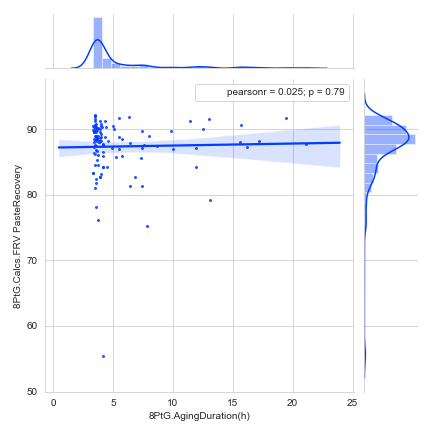 pearsonr = 0.025; p = 0.79
90
80
70
60
50
8PtG.Calcs.FRV PasteRecovery
0 5 10 15 20 25
8PtG.AgingDuration(h)